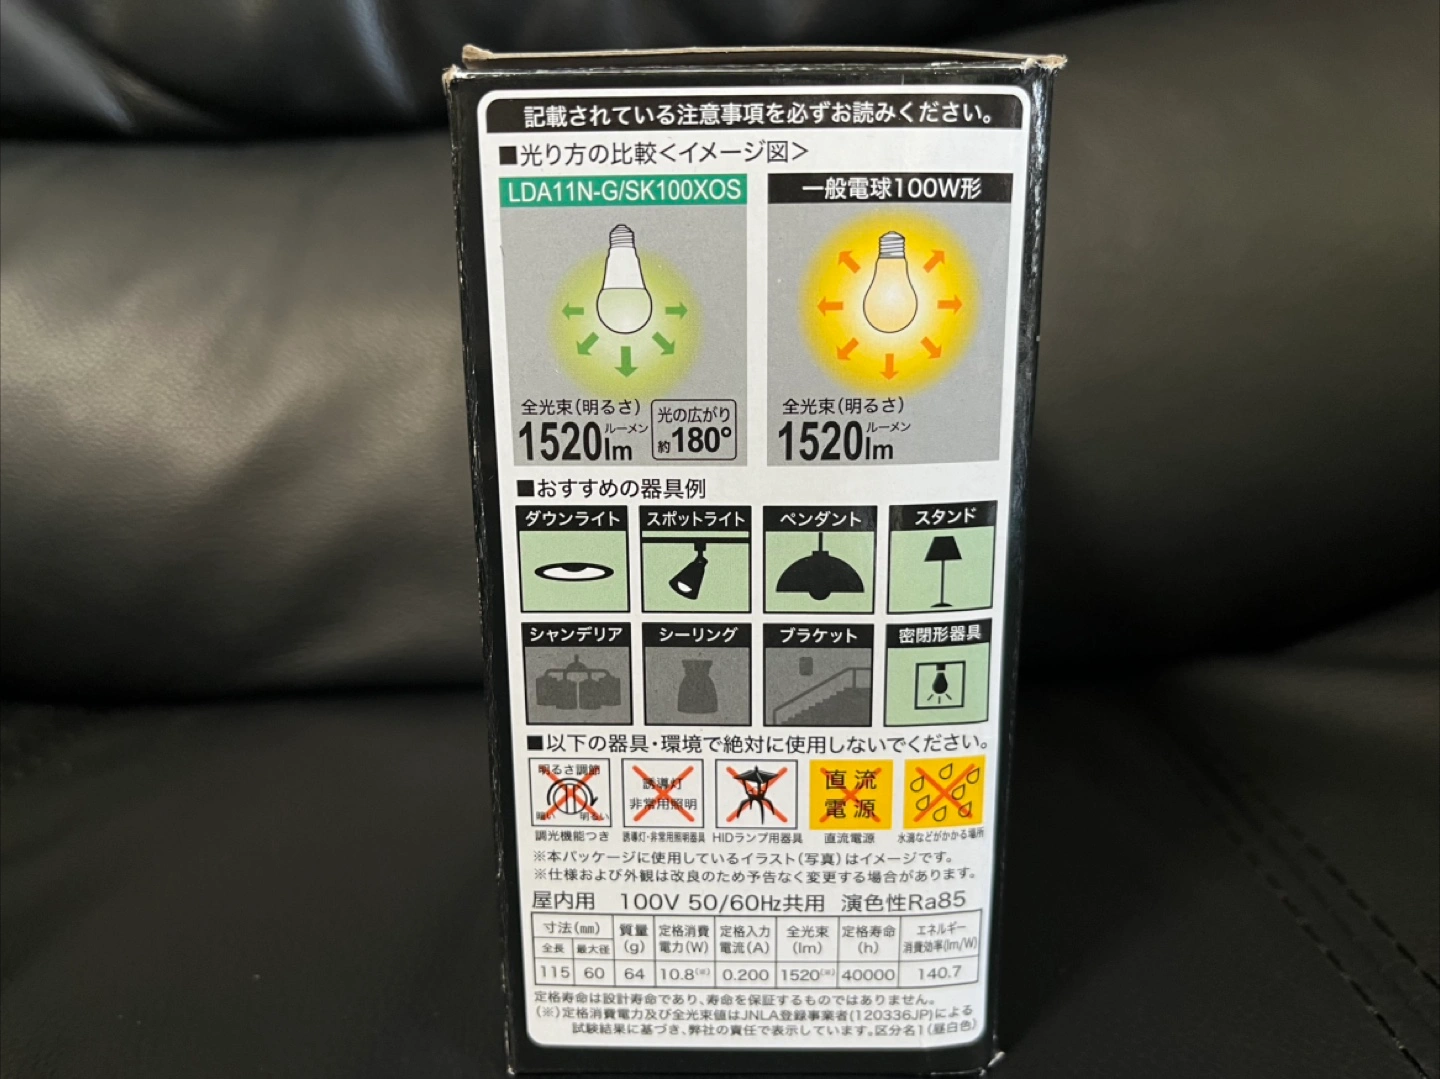 記載されている注意事項を必ずお読みください。
■光り方の比較<イメージ図>
LDA11N-G/SK100XOS
一般電球100W形
全光束(明るさ)
1520lm ルーメン
光の広がり
約180°
全光束(明るさ)
1520lm ルーメン
■おすすめの器具例
ダウンライト スポットライト ペンダント スタンド
シャンデリア シーリング ブラケット 密閉形器具
■以下の器具・環境で絶対に使用しないでください。
明るさ調節
暗い 明るい
誘導灯
非常用照明
直流
電源
調光機能つき 誘導灯・非常用照明器具 HIDランプ用器具 直流電源 水滴などがかかる場所
※本パッケージに使用しているイラスト(写真)はイメージです。
※仕様および外観は改良のため予告なく変更する場合があります。
屋内用 100V 50/60Hz共用 演色性Ra85
寸法(mm) 質量(g) 定格消費電力(W) 定格入力電流(A) 全光束(lm) 定格寿命(h) エネルギー消費効率(lm/W)
全長 最大径
115 60 64 10.8(※) 0.200 1520(※) 40000 140.7
定格寿命は設計寿命であり、寿命を保証するものではありません。
(※)定格消費電力及び全光束値はJNLA登録事業者(120336JP)による
試験結果に基づき、弊社の責任で表示しています。区分名1(昼白色)